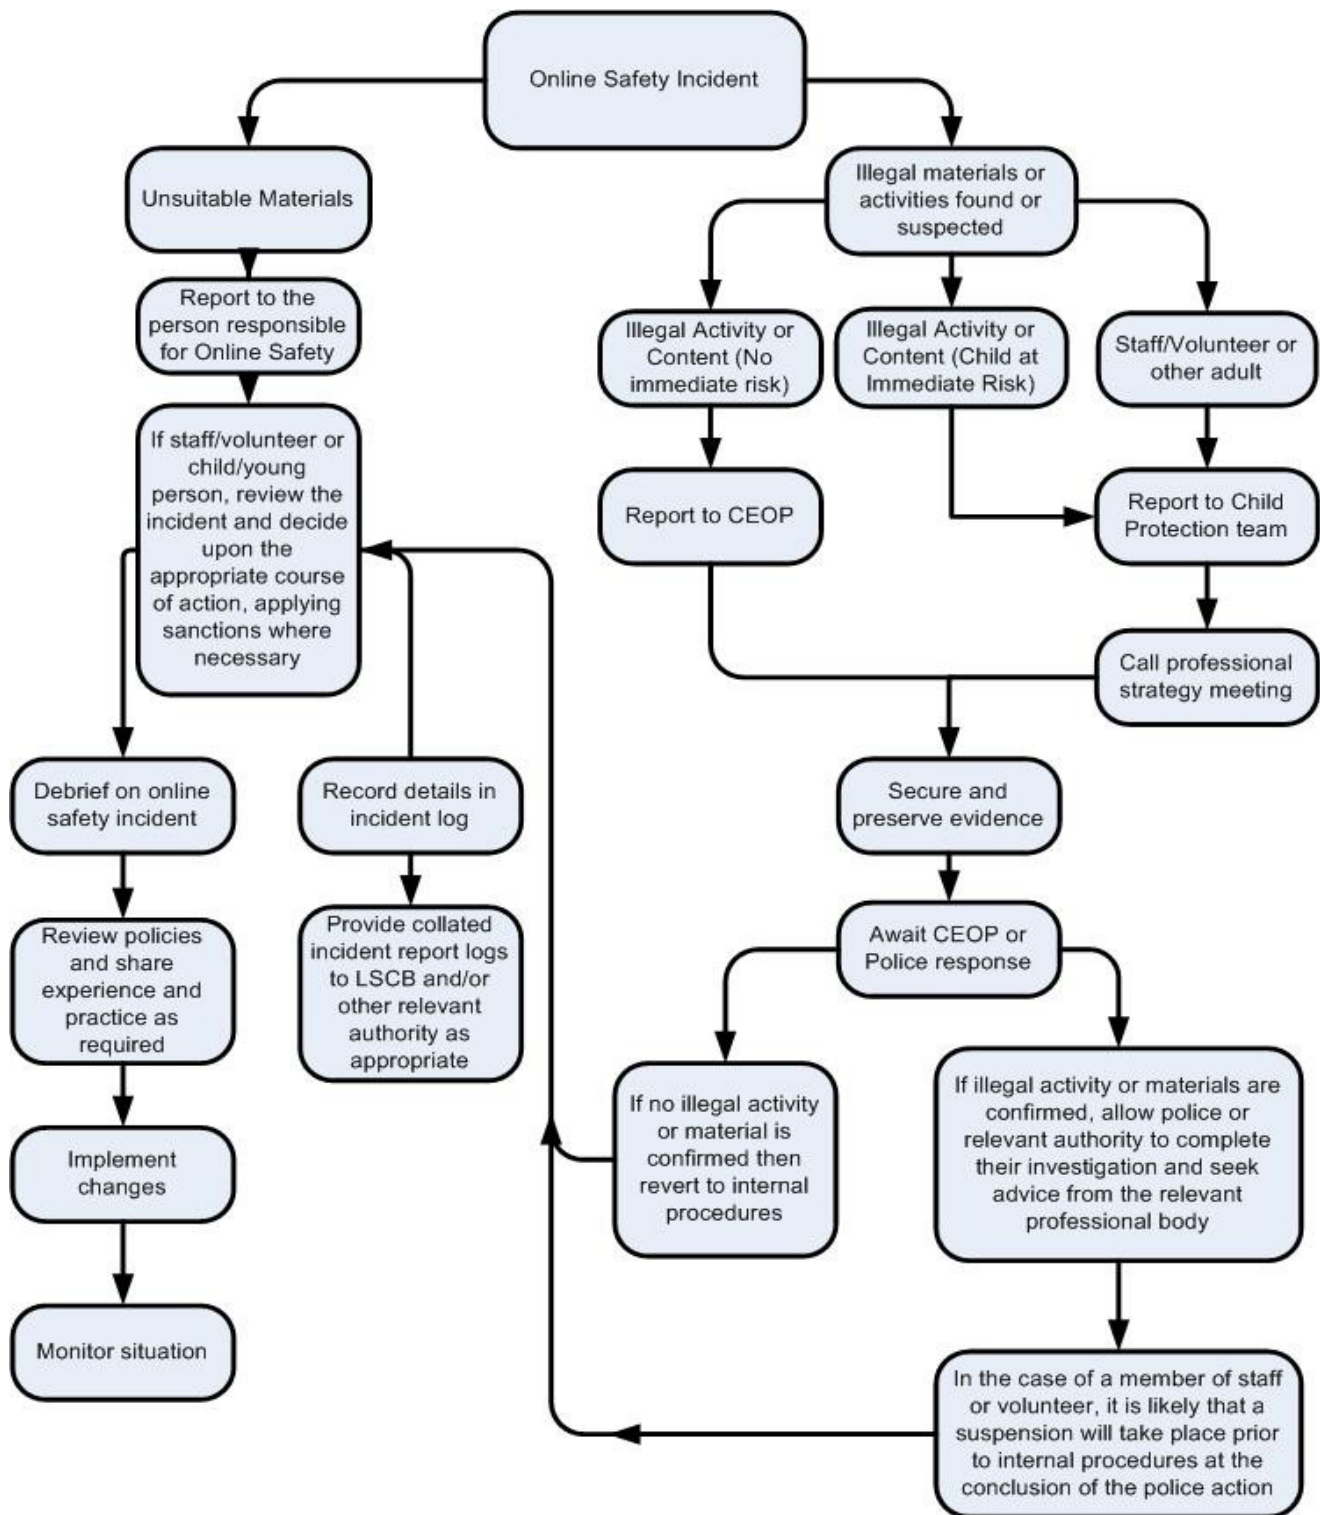 Online Safety Incident
Unsuitable Materials
Report to the
person responsible
for Online Safety
If staff/volunteer or
child/young
person, review the
incident and decide
upon the
appropriate course
of action, applying
sanctions where
necessary
Debrief on online
safety incident
Review policies
and share
experience and
practice as
required
Implement
changes
Monitor situation
Record details in
incident log
Provide collated
incident report logs
to LSCB and/or
other relevant
authority as
appropriate
Illegal materials or
activities found or
suspected
Illegal Activity or
Content (No
immediate risk)
Illegal Activity or
Content (Child at
Immediate Risk)
Staff/Volunteer or
other adult
Report to CEOP
Report to Child
Protection team
Call professional
strategy meeting
Secure and
preserve evidence
Await CEOP or
Police response
If no illegal activity
or material is
confirmed then
revert to internal
procedures
If illegal activity or materials are
confirmed, allow police or
relevant authority to complete
their investigation and seek
advice from the relevant
professional body
In the case of a member of staff
or volunteer, it is likely that a
suspension will take place prior
to internal procedures at the
conclusion of the police action